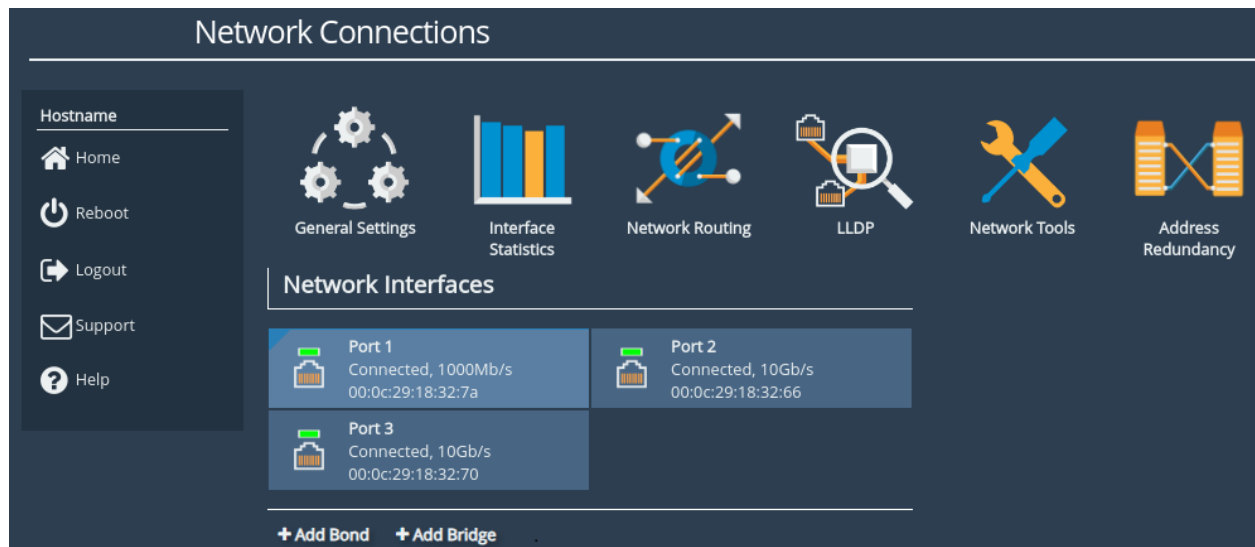 Network Connections
Hostname
Home
Reboot
Logout
Support
Help
General Settings
Interface
Statistics
Network Routing
LLDP
Network Tools
Address
Redundancy
Network Interfaces
Port 1
Connected, 1000Mb/s
00:0c:29:18:32:7a
Port 2
Connected, 10Gb/s
00:0c:29:18:32:66
Port 3
Connected, 10Gb/s
00:0c:29:18:32:70
+ Add Bond
+ Add Bridge